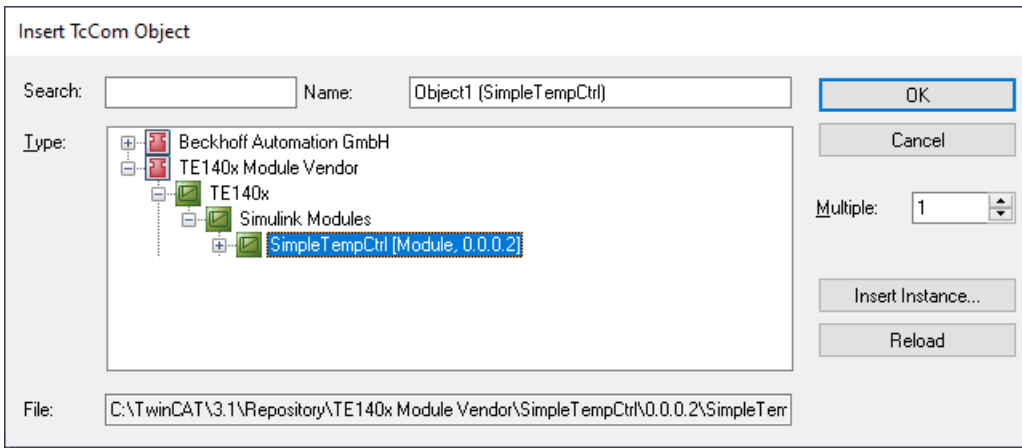 Insert TcCom Object
Search: Name: Object1 (SimpleTempCtrl) OK
Type: Beckhoff Automation GmbH Cancel
TE140x Module Vendor
TE140x
Simulink Modules Multiple: 1
SimpleTempCtrl [Module, 0.0.0.2]
Insert Instance...
Reload
File: C:\TwinCAT\3.1\Repository\TE140x Module Vendor\SimpleTempCtrl\0.0.0.2\SimpleTem